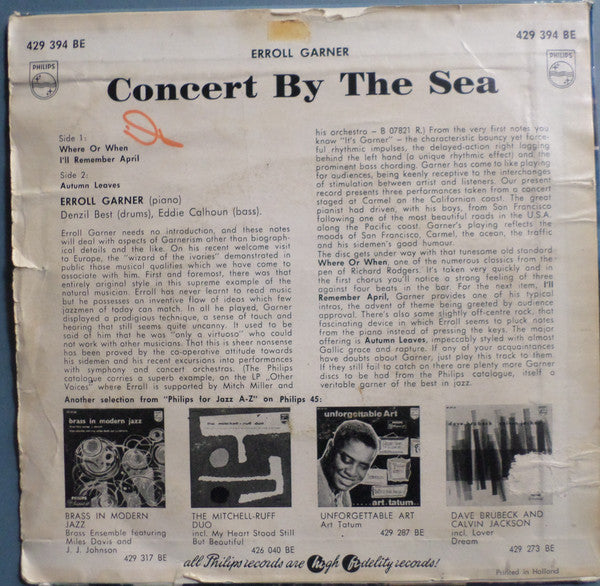 429 394 BE
429 394 BE
PHILIPS
PHILIPS
ERROLL GARNER
Concert By The Sea
Side 1:
Where Or When
I'll Remember April
Side 2:
Autumn Leaves
ERROLL GARNER (piano)
Denzil Best (drums), Eddie Calhoun (bass).
Erroll Garner needs no introduction, and these notes
will deal with aspects of Garnerism other than biograph-
ical details and the like. On his recent welcome visit
to Europe, the "wizard of the ivories" demonstrated in
public those musical qualities which we have come to
associate with him. First and foremost, there was that
entirely original style in this supreme example of the
natural musician. Erroll has never learnt to read music
but he possesses an inventive flow of ideas which few
jazzmen of today can match. In all he played, Garner
displayed a prodigious technique, a sense of touch and
hearing that still seems quite uncanny. It used to be
said of him that he was "only a virtuoso" who could
not work with other musicians. That this is sheer nonsense
has been proved by the co-operative attitude towards
his sidemen and his recent excursions into performances
with symphony and concert orchestras. (The Philips
catalogue carries a superb example, on the LP „Other
Voices" where Erroll is supported by Mitch Miller and
his orchestra – B 07821 R.) From the very first notes you
know "It's Garner" – the characteristic bouncy yet force-
ful rhythmic impulses, the delayed-action right lagging
behind the left hand (a unique rhythmic effect) and the
prominent bass chording. Garner has come to like playing
for audiences, being keenly receptive to the interchanges
of stimulation between artist and listeners. Our present
record presents three performances taken from a concert
staged at Carmel on the Californian coast. The great
pianist had driven, with his boys, from San Francisco
following one of the most beautiful roads in the U.S.A.
along the Pacific coast. Garner's playing reflects the
moods of San Francisco, Carmel, the ocean, the traffic
and his sidemen's good humour.
The disc gets under way with that tunesome old standard
Where Or When, one of the numerous classics from the
pen of Richard Rodgers. It's taken very quickly and in
the first chorus you'll notice a strong feeling of three
against four beats in the bar. For the next item, I'll
Remember April, Garner provides one of his typical
intros, the advent of theme being greeted by audience
approval. There's also some slightly off-centre rock, that
fascinating device in which Erroll seems to pluck notes
from the piano instead of pressing the keys. The major
offering is Autumn Leaves, impeccably styled with almost
Gallic grace and rapture. If any of your acquaintances
have doubts about Garner, just play this track to them.
If they still fail to catch on there are plenty more Garner
discs to be had from the Philips catalogue, itself a
veritable garner of the best in jazz.
Another selection from "Philips for Jazz A-Z" on Philips 45:
brass in modern jazz
PHILIPS
the mitchell-ruff duo
unforgettable Art
....art tatum..
dave brubeck
BRASS IN MODERN
JAZZ
Brass Ensemble featuring
Miles Davis and
J. J. Johnson
429 317 BE
THE MITCHELL-RUFF
DUO
incl. My Heart Stood Still
But Beautiful
426 040 BE
UNFORGETTABLE ART
Art Tatum
429 287 BE
DAVE BRUBECK AND
CALVIN JACKSON
incl. Lover
Dream
429 273 BE
all Philips records are high fidelity records!
Printed in Holland